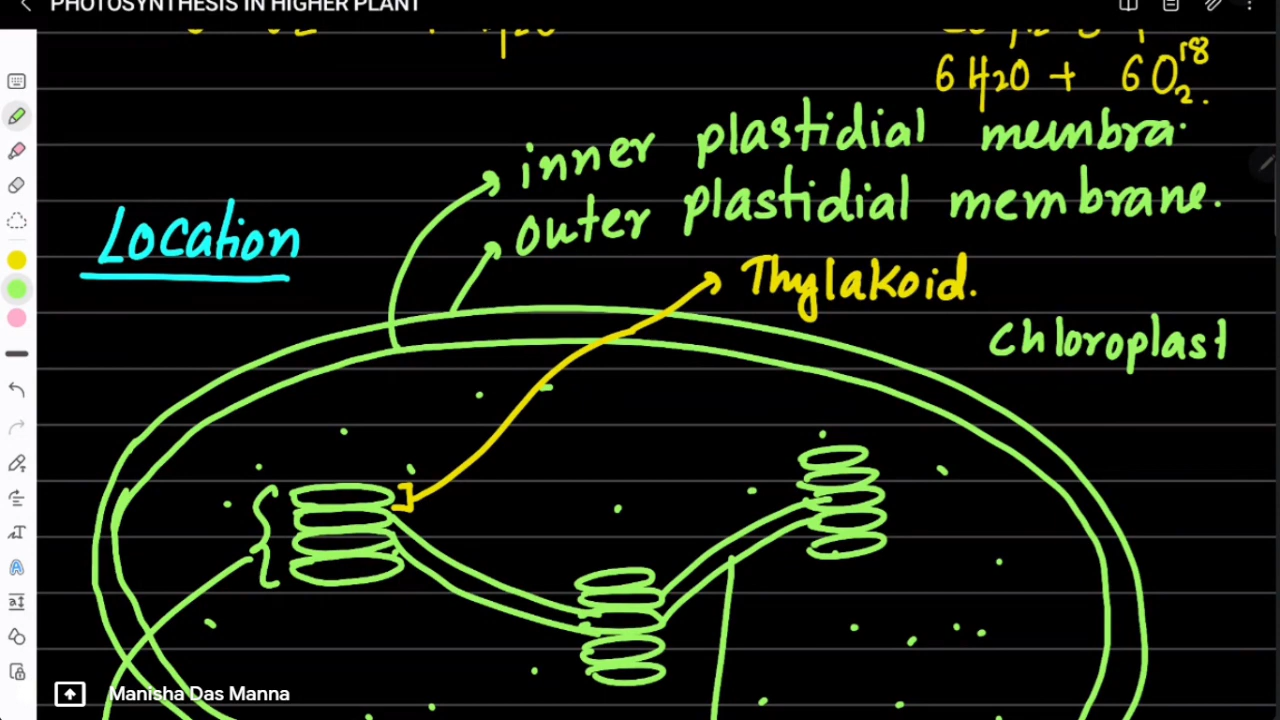 PHOTOSYNTHESIS IN HIGHER PLANT
6H2O + 6O2^18.
inner plastidial membra
outer plastidial membrane.
Location
Thylakoid.
chloroplast
Manisha Das Manna